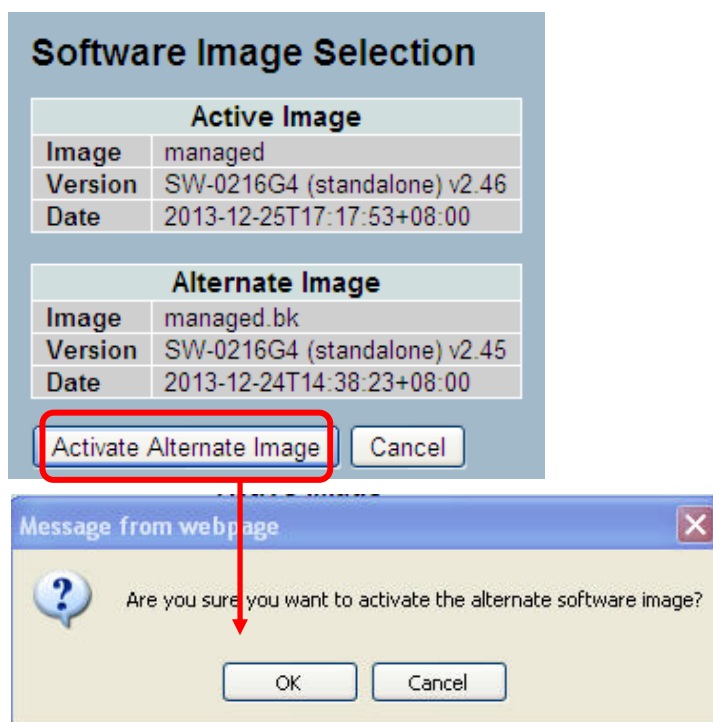 Software Image Selection
Active Image
Image managed
Version SW-0216G4 (standalone) v2.46
Date 2013-12-25T17:17:53+08:00
Alternate Image
Image managed.bk
Version SW-0216G4 (standalone) v2.45
Date 2013-12-24T14:38:23+08:00
Activate Alternate Image Cancel
Message from webpage
Are you sure you want to activate the alternate software image?
OK Cancel